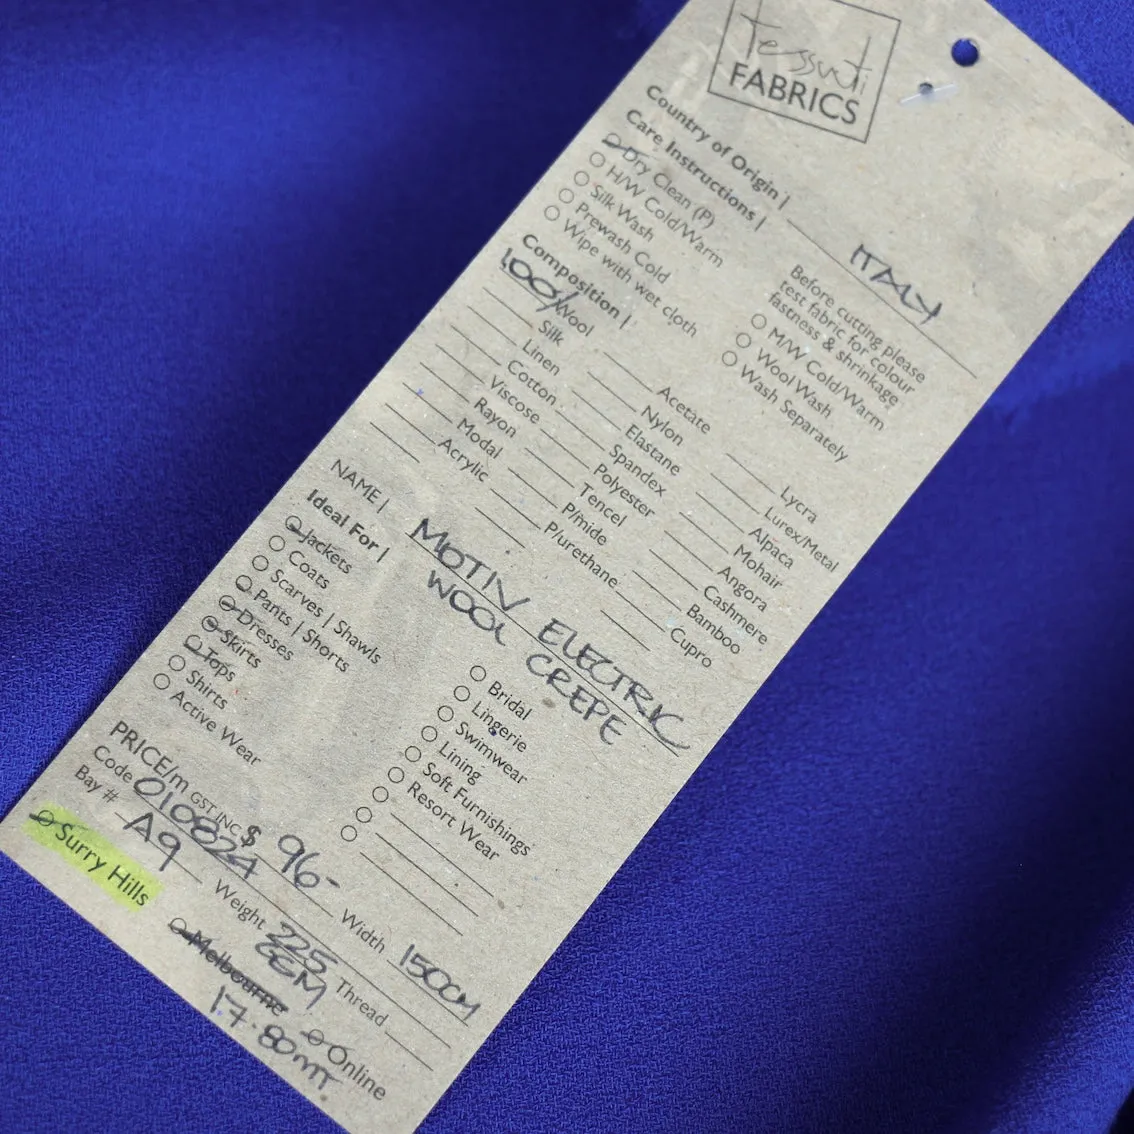 Tessuti
FABRICS
Country of Origin | ITALY
Care Instructions |
Dry Clean (P)
H/W Cold/Warm
Silk Wash
Prewash Cold
Wipe with wet cloth
Before cutting please
test fabric for colour
fastness & shrinkage
M/W Cold/Warm
Wool Wash
Wash Separately
Composition |
100% Wool
Silk
Linen
Cotton
Viscose
Rayon
Modal
Acrylic
Acetate
Nylon
Elastane
Spandex
Polyester
Tencel
P/mide
P/urethane
Lycra
Lurex/Metal
Alpaca
Mohair
Angora
Cashmere
Bamboo
Cupro
NAME | MOTIV ELECTRIC
WOOL CREPE
Ideal For |
Jackets
Coats
Scarves | Shawls
Pants | Shorts
Dresses
Skirts
Tops
Shirts
Active Wear
Bridal
Lingerie
Swimwear
Lining
Soft Furnishings
Resort Wear
PRICE/m GST INC $ 96-
Code 010824 Width 150CM
Bay # A9 Weight 225 GSM Thread
Surry Hills Melbourne Online
17.80mt